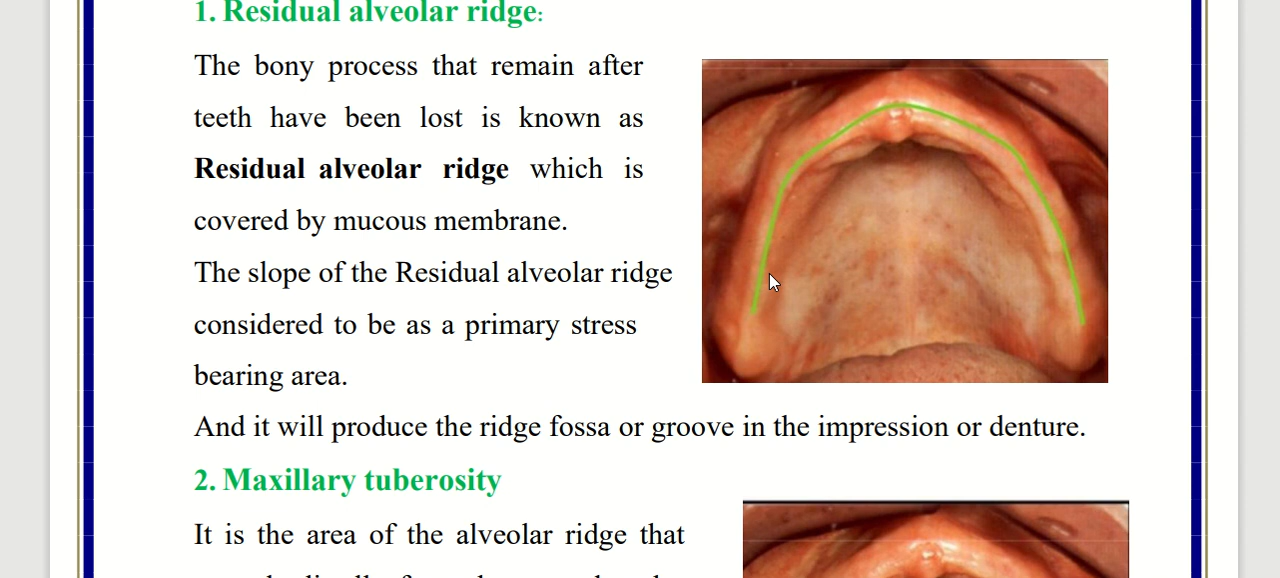 1. Residual alveolar ridge:
The bony process that remain after
teeth have been lost is known as
Residual alveolar ridge which is
covered by mucous membrane.
The slope of the Residual alveolar ridge
considered to be as a primary stress
bearing area.
And it will produce the ridge fossa or groove in the impression or denture.
2. Maxillary tuberosity
It is the area of the alveolar ridge that